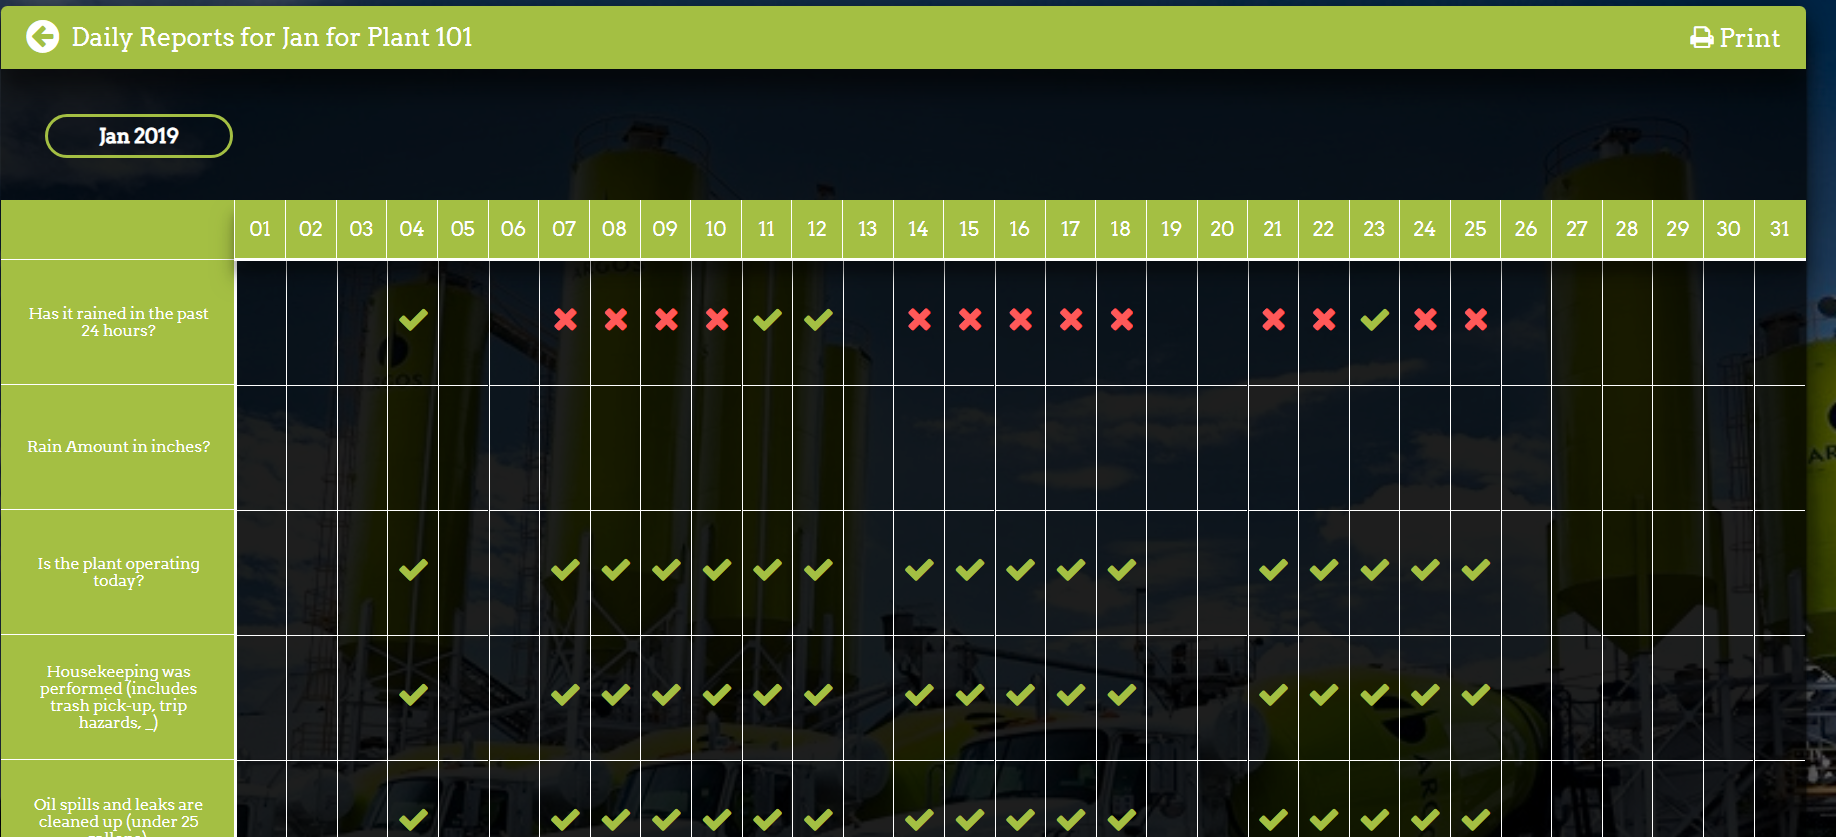 Daily Reports for Jan for Plant 101
Print
Jan 2019
01 02 03 04 05 06 07 08 09 10 11 12 13 14 15 16 17 18 19 20 21 22 23 24 25 26 27 28 29 30 31
Has it rained in the past
24 hours?
Rain Amount in inches?
Is the plant operating
today?
Housekeeping was
performed (includes
trash pick-up, trip
hazards, _)
Oil spills and leaks are
cleaned up (under 25
ARGOS
ARGOS